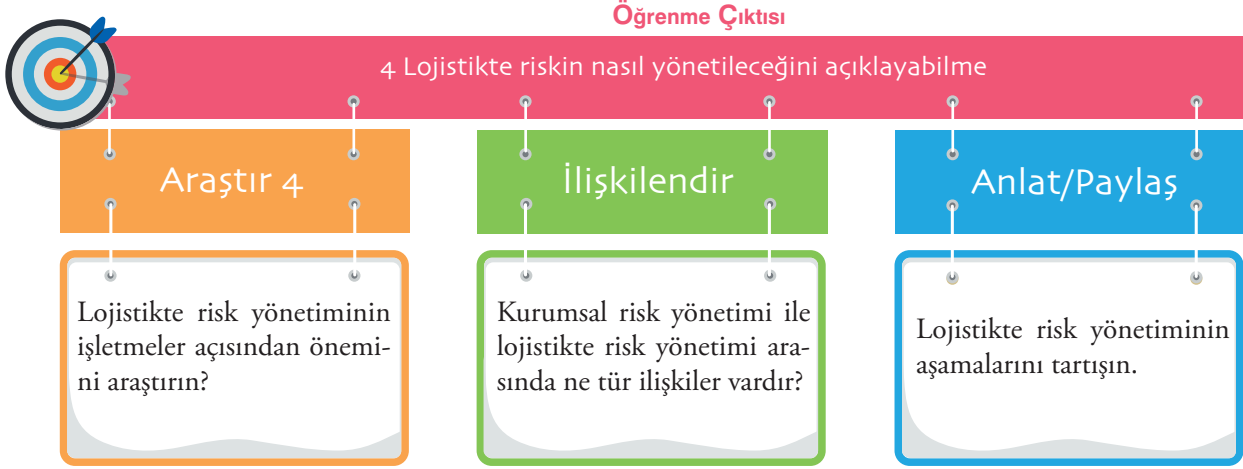 Öğrenme Çıktısı
4 Lojistikte riskin nasıl yönetileceğini açıklayabilme
Araştır 4
Lojistikte risk yönetiminin
işletmeler açısından önemi-
ni araştırın?
İlişkilendir
Kurumsal risk yönetimi ile
lojistikte risk yönetimi ara-
sında ne tür ilişkiler vardır?
Anlat/Paylaş
Lojistikte risk yönetiminin
aşamalarını tartışın.